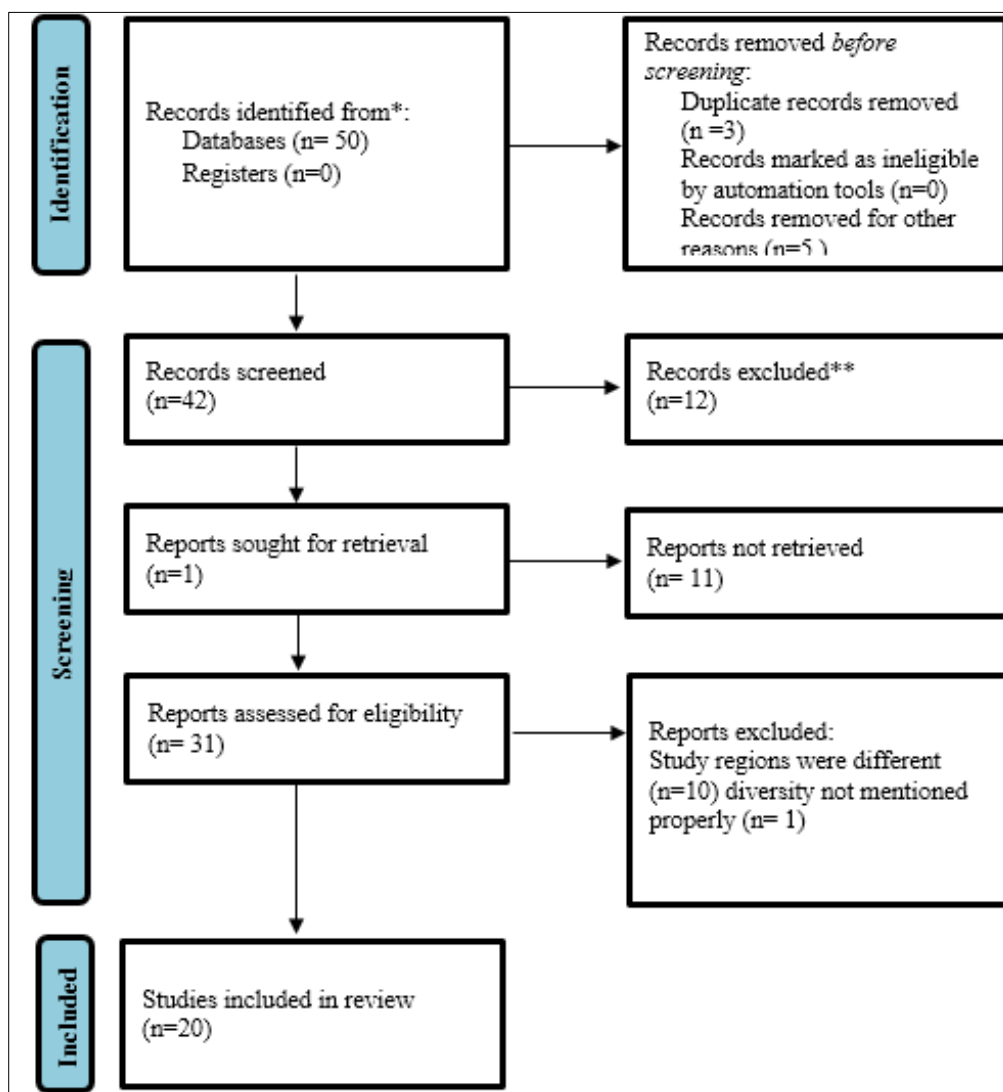 Identification
Records identified from*:
Databases (n= 50)
Registers (n=0)
Records removed before
screening:
Duplicate records removed
(n =3)
Records marked as ineligible
by automation tools (n=0)
Records removed for other
reasons (n=5 )
Screening
Records screened
(n=42)
Records excluded**
(n=12)
Reports sought for retrieval
(n=1)
Reports not retrieved
(n= 11)
Reports assessed for eligibility
(n= 31)
Reports excluded:
Study regions were different
(n=10) diversity not mentioned
properly (n= 1)
Included
Studies included in review
(n=20)